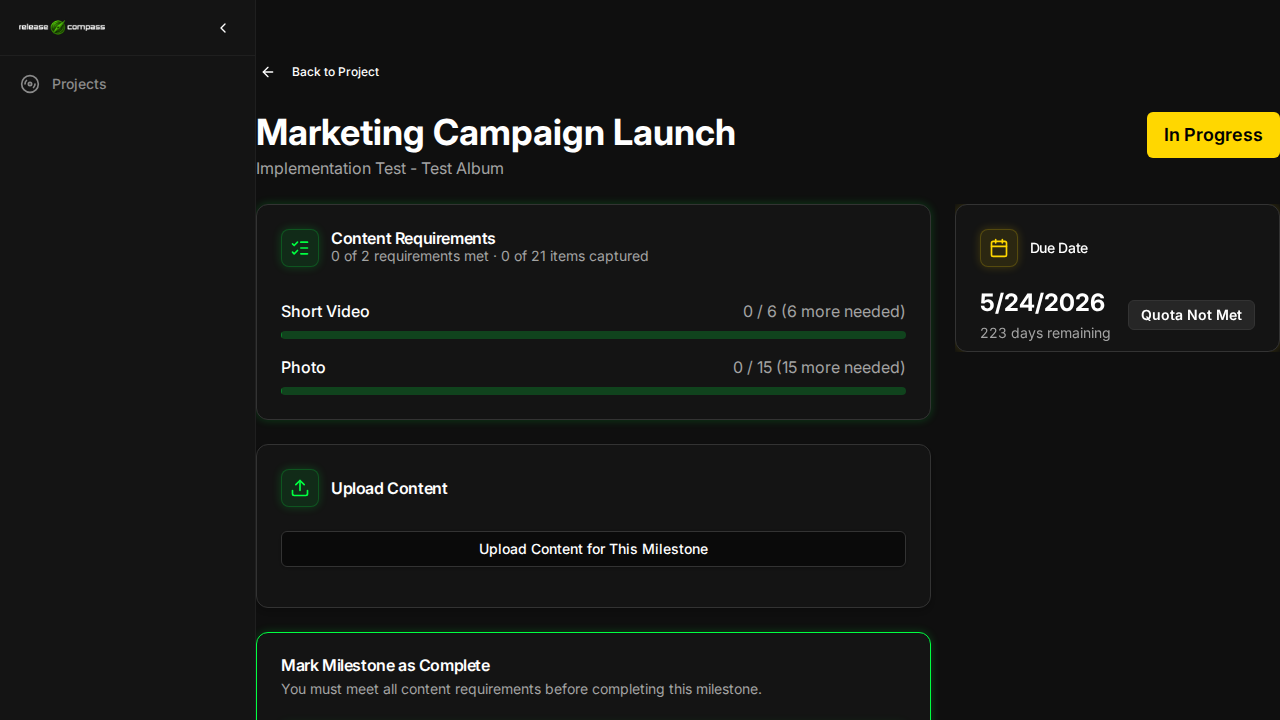 release compass
Projects
Back to Project
Marketing Campaign Launch
In Progress
Implementation Test - Test Album
Content Requirements
0 of 2 requirements met · 0 of 21 items captured
Short Video
0 / 6 (6 more needed)
Photo
0 / 15 (15 more needed)
Due Date
5/24/2026
223 days remaining
Quota Not Met
Upload Content
Upload Content for This Milestone
Mark Milestone as Complete
You must meet all content requirements before completing this milestone.